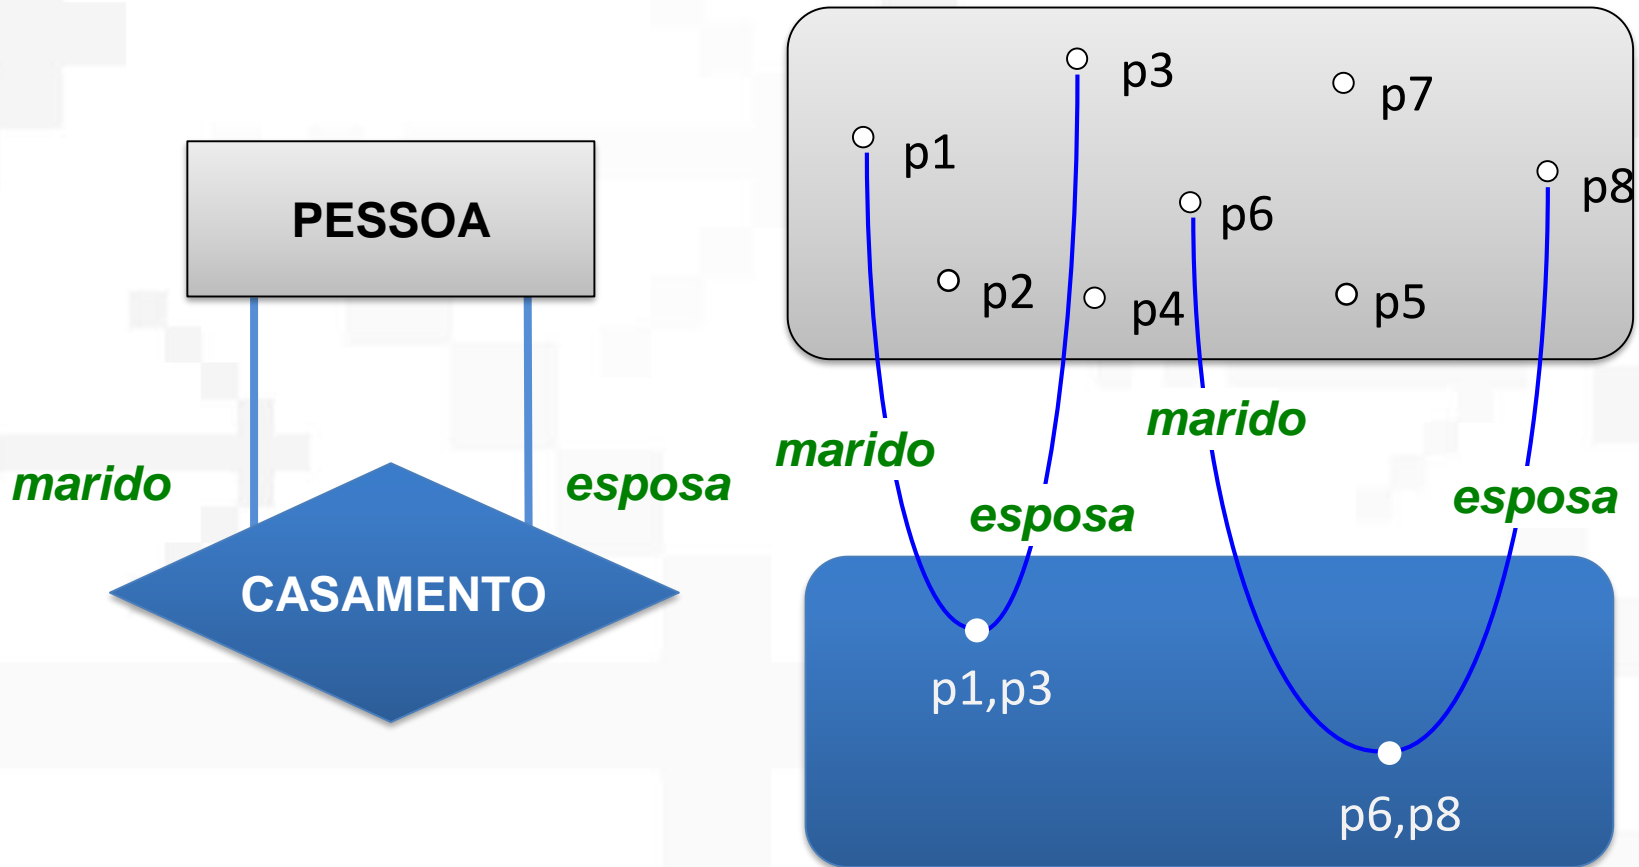 PESSOA
marido
esposa
CASAMENTO
p3
p7
p1
p8
p6
p2
p4
p5
marido
marido
esposa
esposa
p1,p3
p6,p8